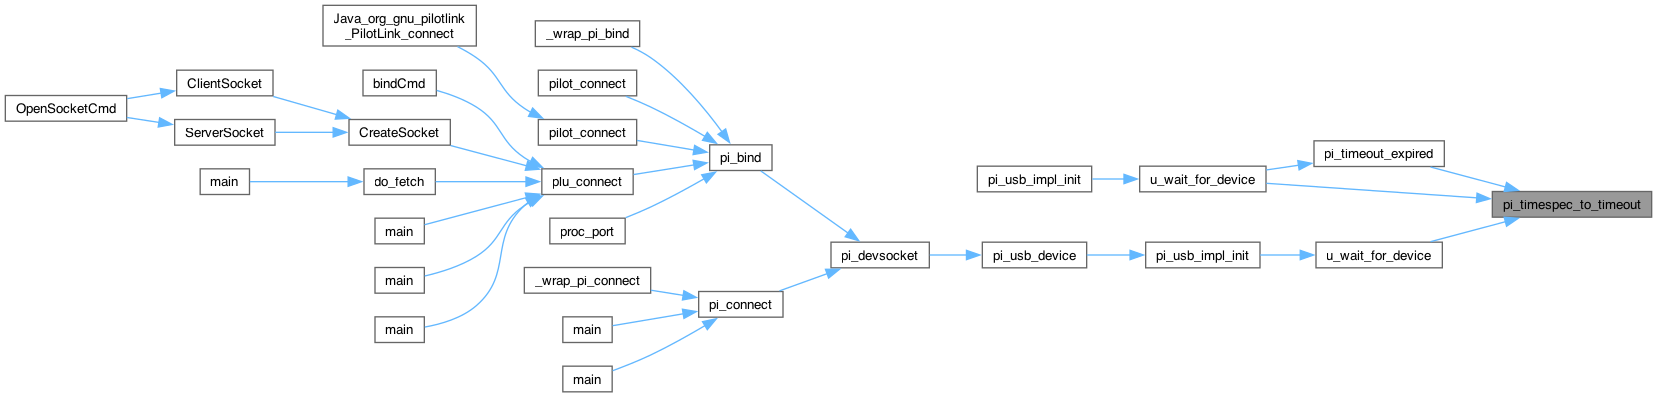 Java_org_gnu_pilotlink
_PilotLink_connect
_wrap_pi_bind
ClientSocket
bindCmd
pilot_connect
OpenSocketCmd
ServerSocket
CreateSocket
pilot_connect
pi_bind
pi_timeout_expired
main
do_fetch
plu_connect
pi_usb_impl_init
u_wait_for_device
pi_timespec_to_timeout
main
proc_port
pi_devsocket
pi_usb_device
pi_usb_impl_init
u_wait_for_device
main
_wrap_pi_connect
pi_connect
main
main
main